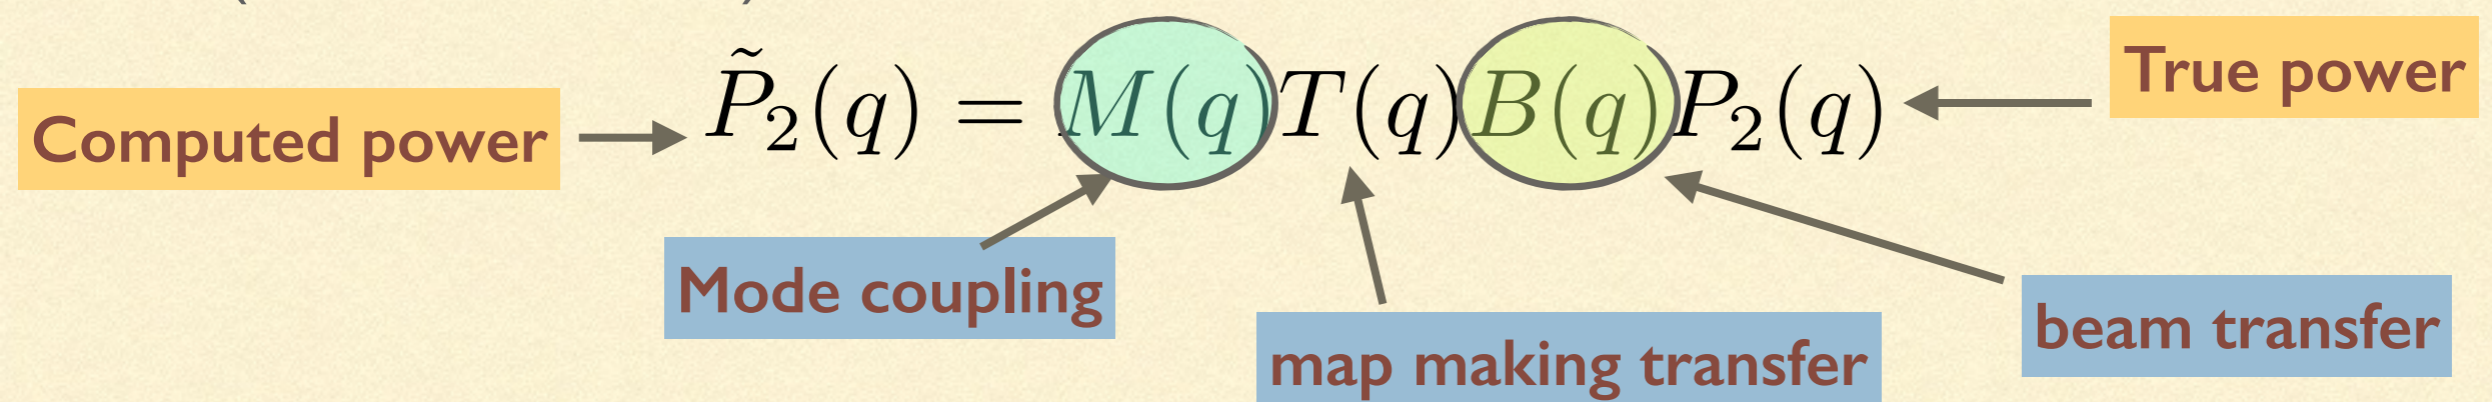 Computed power
P̃₂(q) = M(q)T(q)B(q)P₂(q)
True power
Mode coupling
map making transfer
beam transfer